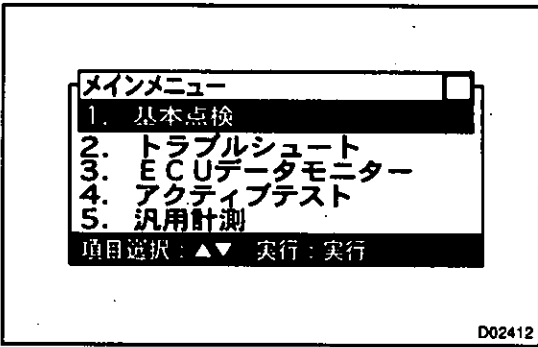 メインメニュー
1. 基本点検
2. トラブルシュート
3. ECUデータモニター
4. アクティブテスト
5. 汎用計測
項目選択:▲▼ 実行:実行
D02412